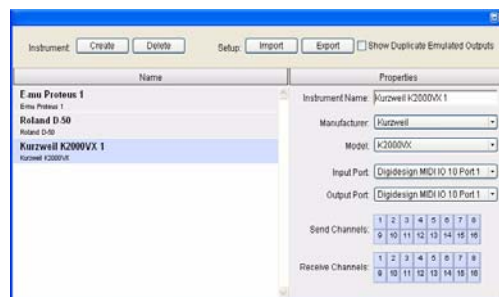 Instrument: Create Delete Setup: Import Export Show Duplicate Emulated Outputs
Name Properties
E-mu Proteus 1
E-mu Proteus 1
Roland D-50
Roland D-50
Kurzweil K2000VX 1
Kurzweil K2000VX
Instrument Name: Kurzweil K2000VX 1
Manufacturer: Kurzweil
Model: K2000VX
Input Port: Digidesign MIDI IO 10 Port 1
Output Port: Digidesign MIDI IO 10 Port 1
Send Channels: 1 2 3 4 5 6 7 8
9 10 11 12 13 14 15 16
Receive Channels: 1 2 3 4 5 6 7 8
9 10 11 12 13 14 15 16